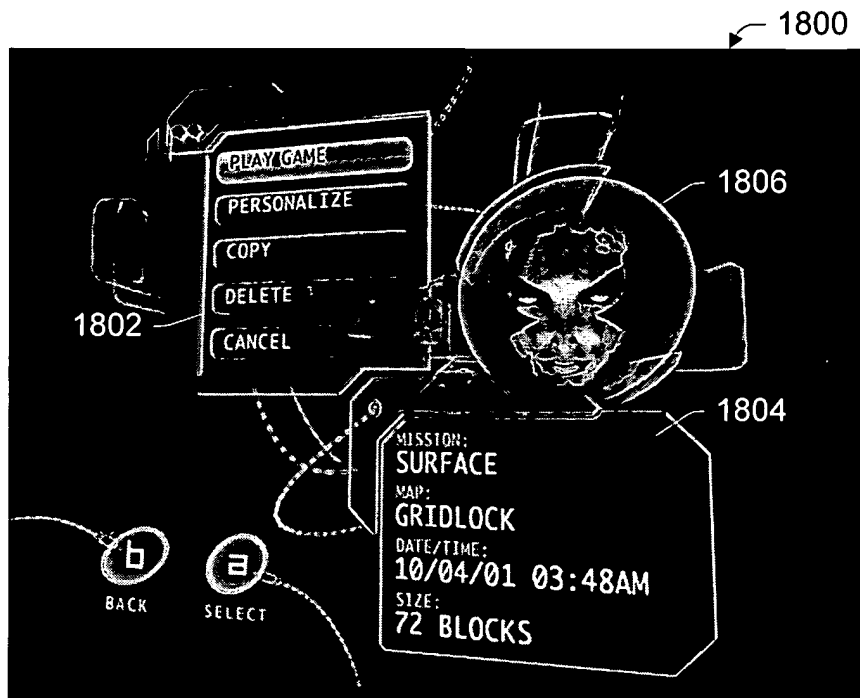 1800
PLAY GAME
PERSONALIZE
COPY
DELETE
CANCEL
1802
1806
1804
MISSION:
SURFACE
MAP:
GRIDLOCK
DATE/TIME:
10/04/01 03:48AM
SIZE:
72 BLOCKS
b
BACK
a
SELECT